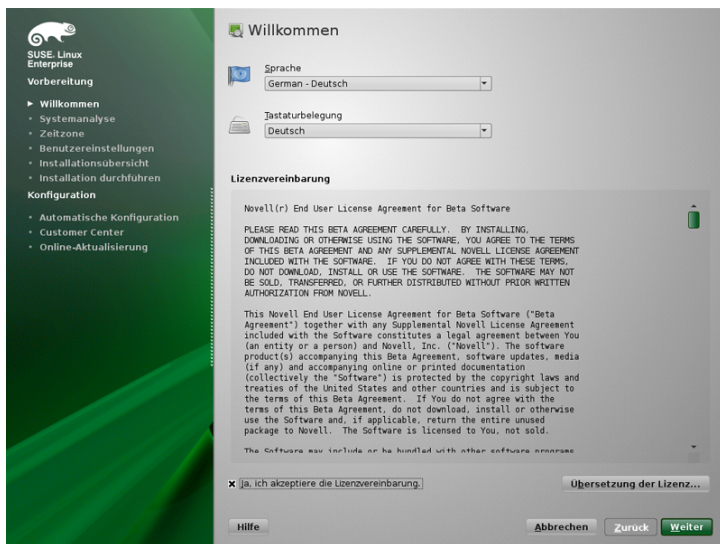 SUSE. Linux
Enterprise
Vorbereitung
Willkommen
Systemanalyse
Zeitzone
Benutzereinstellungen
Installationsübersicht
Installation durchführen
Konfiguration
Automatische Konfiguration
Customer Center
Online-Aktualisierung
Willkommen
Sprache
German - Deutsch
Tastaturbelegung
Deutsch
Lizenzvereinbarung
Novell(r) End User License Agreement for Beta Software
PLEASE READ THIS BETA AGREEMENT CAREFULLY.  BY INSTALLING,
DOWNLOADING OR OTHERWISE USING THE SOFTWARE, YOU AGREE TO THE TERMS
OF THIS BETA AGREEMENT AND ANY SUPPLEMENTAL NOVELL LICENSE AGREEMENT
INCLUDED WITH THE SOFTWARE.  IF YOU DO NOT AGREE WITH THESE TERMS,
DO NOT DOWNLOAD, INSTALL OR USE THE SOFTWARE.  THE SOFTWARE MAY NOT
BE SOLD, TRANSFERRED, OR FURTHER DISTRIBUTED WITHOUT PRIOR WRITTEN
AUTHORIZATION FROM NOVELL.
This Novell End User License Agreement for Beta Software ("Beta
Agreement") together with any Supplemental Novell License Agreement
included with the Software constitutes a legal agreement between You
(an entity or a person) and Novell, Inc. ("Novell"). The software
product(s) accompanying this Beta Agreement, software updates, media
(if any) and accompanying online or printed documentation
(collectively the "Software") is protected by the copyright laws and
treaties of the United States and other countries and is subject to
the terms of this Beta Agreement.  If You do not agree with the
terms of this Beta Agreement, do not download, install or otherwise
use the Software and, if applicable, return the entire unused
package to Novell.  The Software is licensed to You, not sold.
The Software may include or be bundled with other software programs
Ja, ich akzeptiere die Lizenzvereinbarung.
Übersetzung der Lizenz...
Hilfe
Abbrechen
Zurück
Weiter